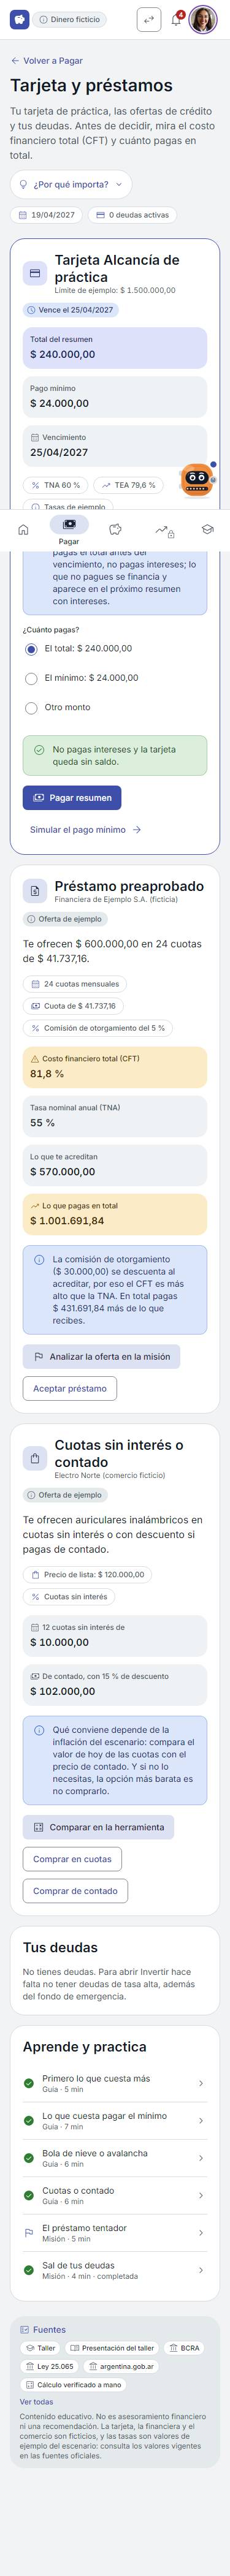 Dinero ficticio
4
Volver a Pagar
Tarjeta y préstamos
Tu tarjeta de práctica, las ofertas de crédito
y tus deudas. Antes de decidir, mira el costo
financiero total (CFT) y cuánto pagas en
total.
¿Por qué importa?
19/04/2027
0 deudas activas
Tarjeta Alcancía de
práctica
Límite de ejemplo: $ 1.500.000,00
Vence el 25/04/2027
Total del resumen
$ 240.000,00
Pago mínimo
$ 24.000,00
Vencimiento
25/04/2027
TNA 60 %
TEA 79,6 %
Tasas de ejemplo
Pagar
pagas el total antes del
vencimiento, no pagas intereses; lo
que no pagues se financia y
aparece en el próximo resumen
con intereses.
¿Cuánto pagas?
El total: $ 240.000,00
El mínimo: $ 24.000,00
Otro monto
No pagas intereses y la tarjeta
queda sin saldo.
Pagar resumen
Simular el pago mínimo
Préstamo preaprobado
Financiera de Ejemplo S.A. (ficticia)
Oferta de ejemplo
Te ofrecen $ 600.000,00 en 24 cuotas
de $ 41.737,16.
24 cuotas mensuales
Cuota de $ 41.737,16
Comisión de otorgamiento del 5 %
Costo financiero total (CFT)
81,8 %
Tasa nominal anual (TNA)
55 %
Lo que te acreditan
$ 570.000,00
Lo que pagas en total
$ 1.001.691,84
La comisión de otorgamiento
($ 30.000,00) se descuenta al
acreditar, por eso el CFT es más
alto que la TNA. En total pagas
$ 431.691,84 más de lo que
recibes.
Analizar la oferta en la misión
Aceptar préstamo
Cuotas sin interés o
contado
Electro Norte (comercio ficticio)
Oferta de ejemplo
Te ofrecen auriculares inalámbricos en
cuotas sin interés o con descuento si
pagas de contado.
Precio de lista: $ 120.000,00
Cuotas sin interés
12 cuotas sin interés de
$ 10.000,00
De contado, con 15 % de descuento
$ 102.000,00
Qué conviene depende de la
inflación del escenario: compara el
valor de hoy de las cuotas con el
precio de contado. Y si no lo
necesitas, la opción más barata es
no comprarlo.
Comparar en la herramienta
Comprar en cuotas
Comprar de contado
Tus deudas
No tienes deudas. Para abrir Invertir hace
falta no tener deudas de tasa alta, además
del fondo de emergencia.
Aprende y practica
Primero lo que cuesta más
Guía · 5 min
Lo que cuesta pagar el mínimo
Guía · 7 min
Bola de nieve o avalancha
Guía · 6 min
Cuotas o contado
Guía · 6 min
El préstamo tentador
Misión · 5 min
Sal de tus deudas
Misión · 4 min · completada
Fuentes
Taller
Presentación del taller
BCRA
Ley 25.065
argentina.gob.ar
Cálculo verificado a mano
Ver todas
Contenido educativo. No es asesoramiento financiero
ni una recomendación. La tarjeta, la financiera y el
comercio son ficticios, y las tasas son valores de
ejemplo del escenario: consulta los valores vigentes
en las fuentes oficiales.